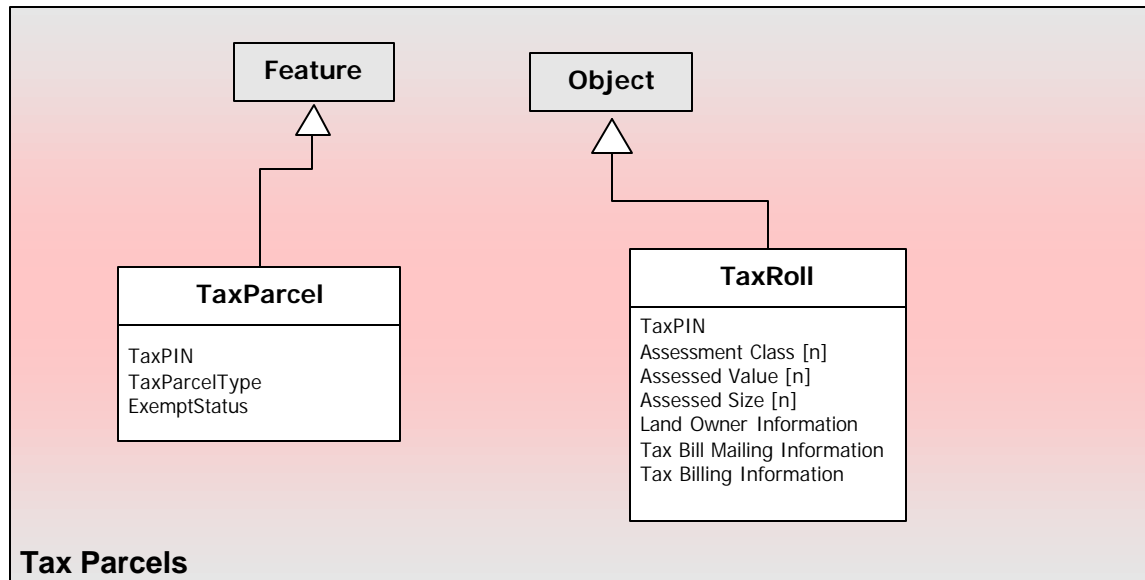 Feature
Object
TaxParcel
TaxPIN
TaxParcelType
ExemptStatus
TaxRoll
TaxPIN
Assessment Class [n]
Assessed Value [n]
Assessed Size [n]
Land Owner Information
Tax Bill Mailing Information
Tax Billing Information
Tax Parcels